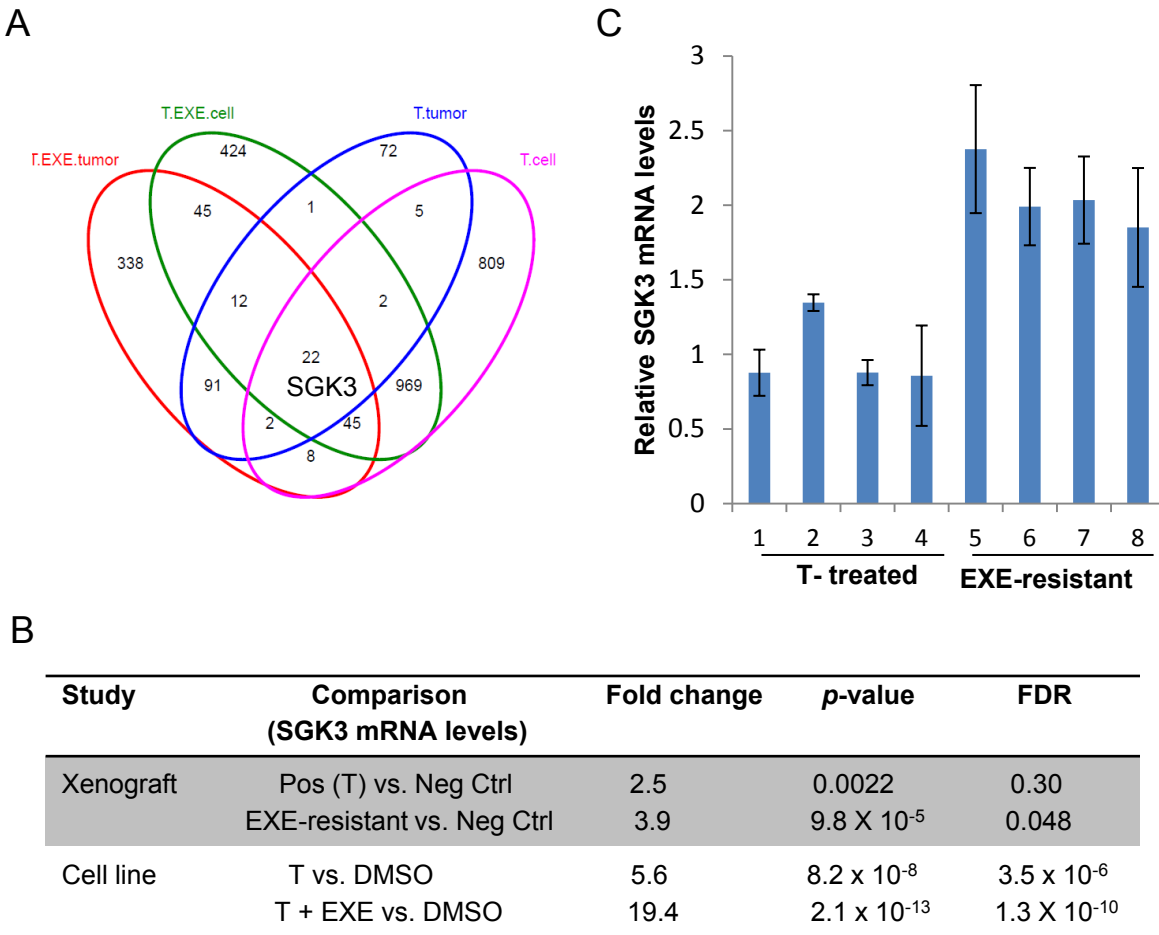 A
T.EXE.cell
T.tumor
T.EXE.tumor
T.cell
424
72
45
1
5
338
809
12
2
22
SGK3
91
969
2
45
8
C
Relative SGK3 mRNA levels
3
2.5
2
1.5
1
0.5
0
1 2 3 4 5 6 7 8
T- treated EXE-resistant
B
Study Comparison Fold change p-value FDR
(SGK3 mRNA levels)
Xenograft Pos (T) vs. Neg Ctrl 2.5 0.0022 0.30
EXE-resistant vs. Neg Ctrl 3.9 9.8 X 10⁻⁵ 0.048
Cell line T vs. DMSO 5.6 8.2 x 10⁻⁸ 3.5 x 10⁻⁶
T + EXE vs. DMSO 19.4 2.1 x 10⁻¹³ 1.3 X 10⁻¹⁰